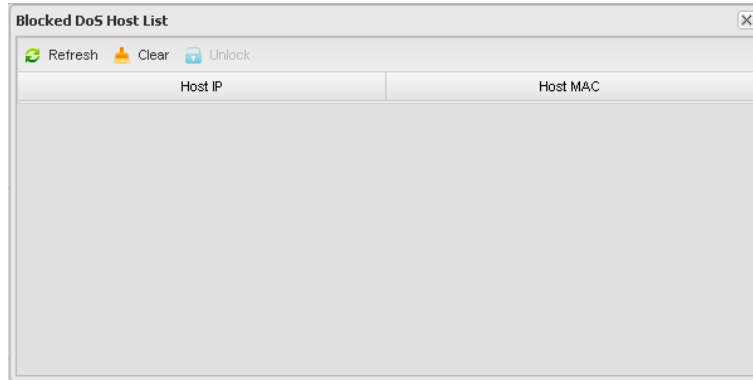 Blocked DoS Host List
Refresh Clear Unlock
Host IP Host MAC